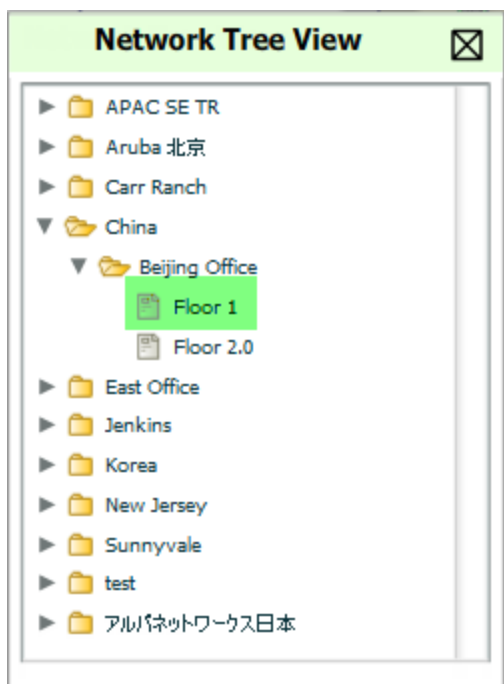 Network Tree View
APAC SE TR
Aruba 北京
Carr Ranch
China
Beijing Office
Floor 1
Floor 2.0
East Office
Jenkins
Korea
New Jersey
Sunnyvale
test
アルバネットワークス日本